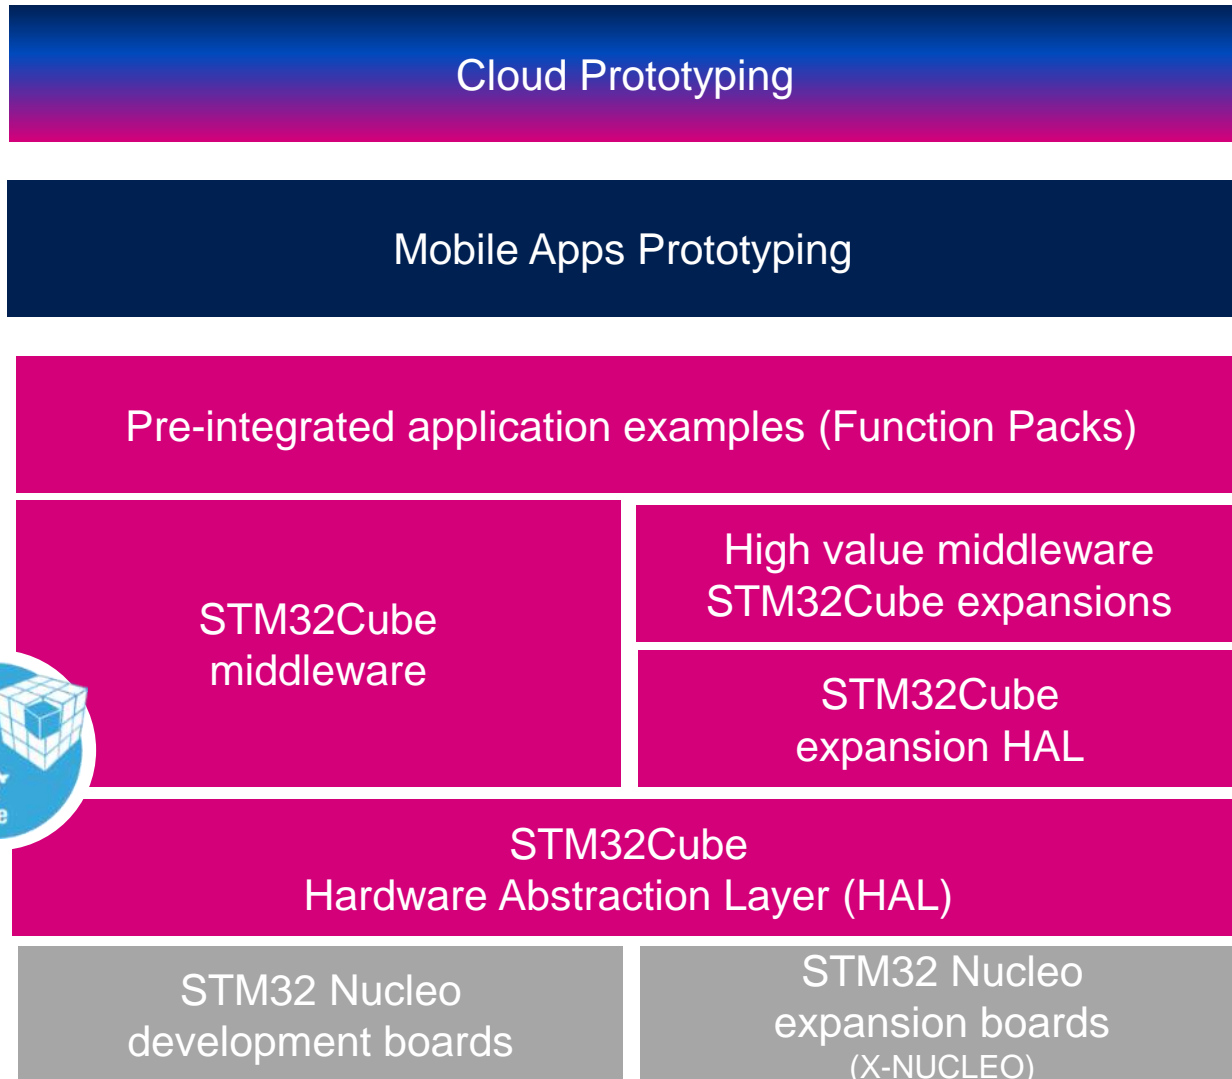 Cloud Prototyping
Mobile Apps Prototyping
Pre-integrated application examples (Function Packs)
STM32Cube
middleware
High value middleware
STM32Cube expansions
STM32Cube
expansion HAL
STM32Cube
Hardware Abstraction Layer (HAL)
STM32 Nucleo
development boards
STM32 Nucleo
expansion boards
(X-NUCLEO)